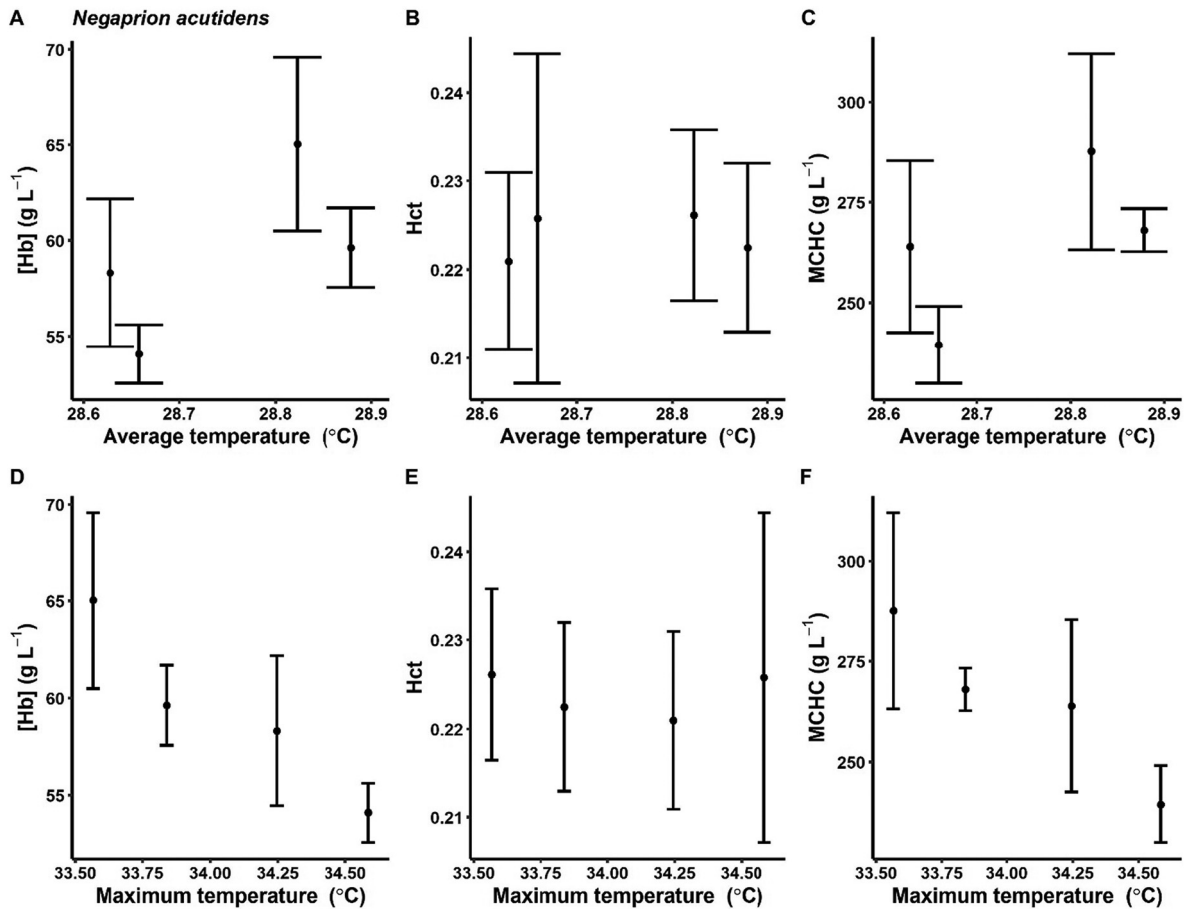 A Negaprion acutidens
B
C
70
65
60
55
[Hb] (g L⁻¹)
28.6 28.7 28.8 28.9
Average temperature (°C)
0.24
0.23
0.22
0.21
Hct
28.6 28.7 28.8 28.9
Average temperature (°C)
300
275
250
MCHC (g L⁻¹)
28.6 28.7 28.8 28.9
Average temperature (°C)
D
E
F
70
65
60
55
[Hb] (g L⁻¹)
33.50 33.75 34.00 34.25 34.50
Maximum temperature (°C)
0.24
0.23
0.22
0.21
Hct
33.50 33.75 34.00 34.25 34.50
Maximum temperature (°C)
300
275
250
MCHC (g L⁻¹)
33.50 33.75 34.00 34.25 34.50
Maximum temperature (°C)